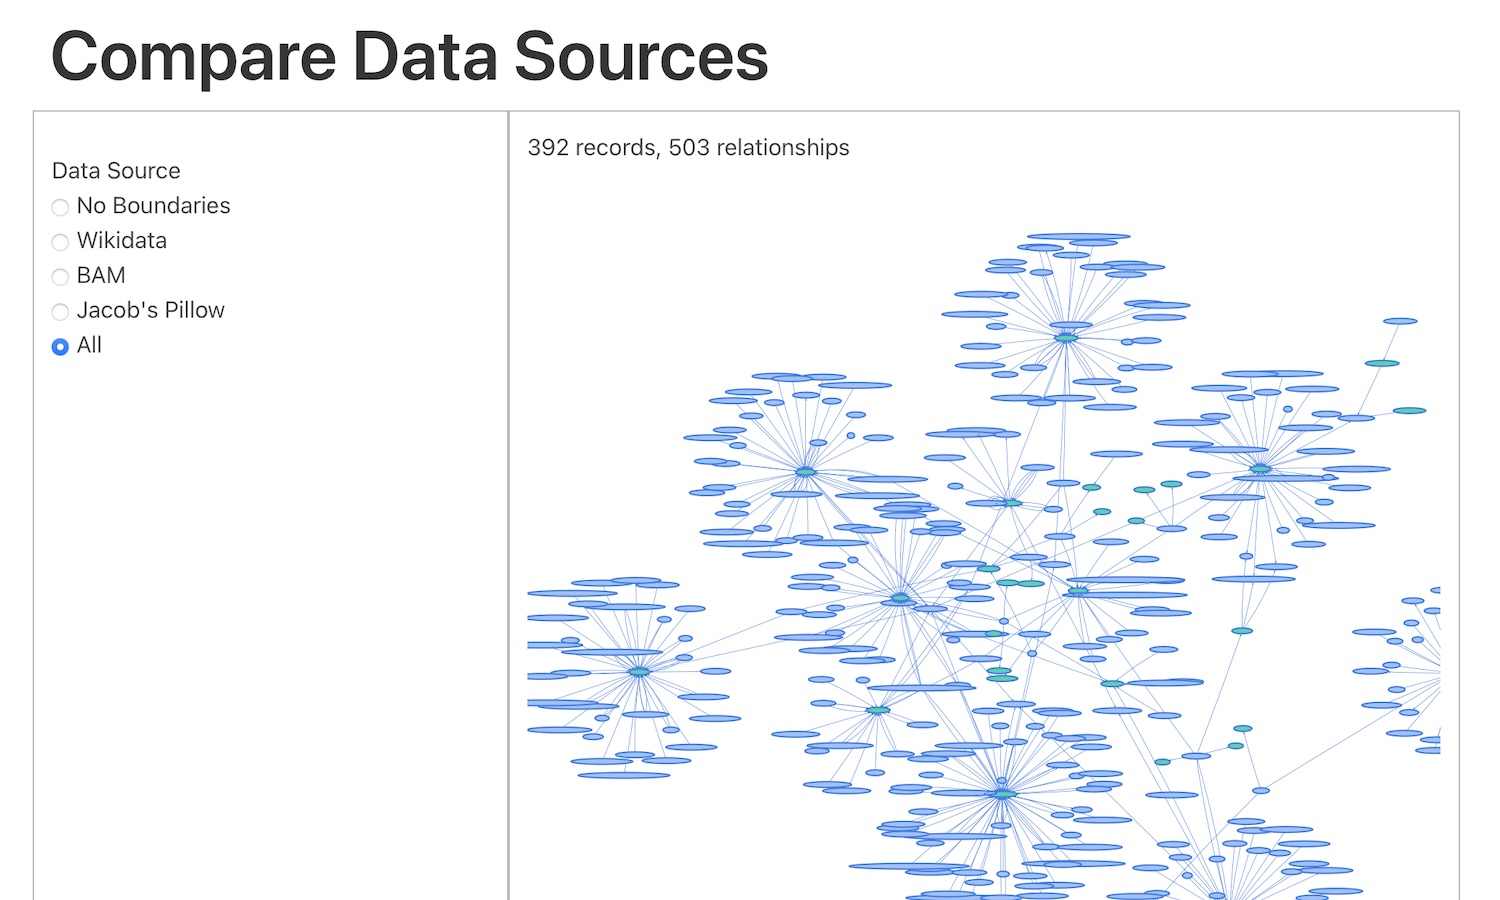 Compare Data Sources
Data Source
No Boundaries
Wikidata
BAM
Jacob's Pillow
All
392 records, 503 relationships